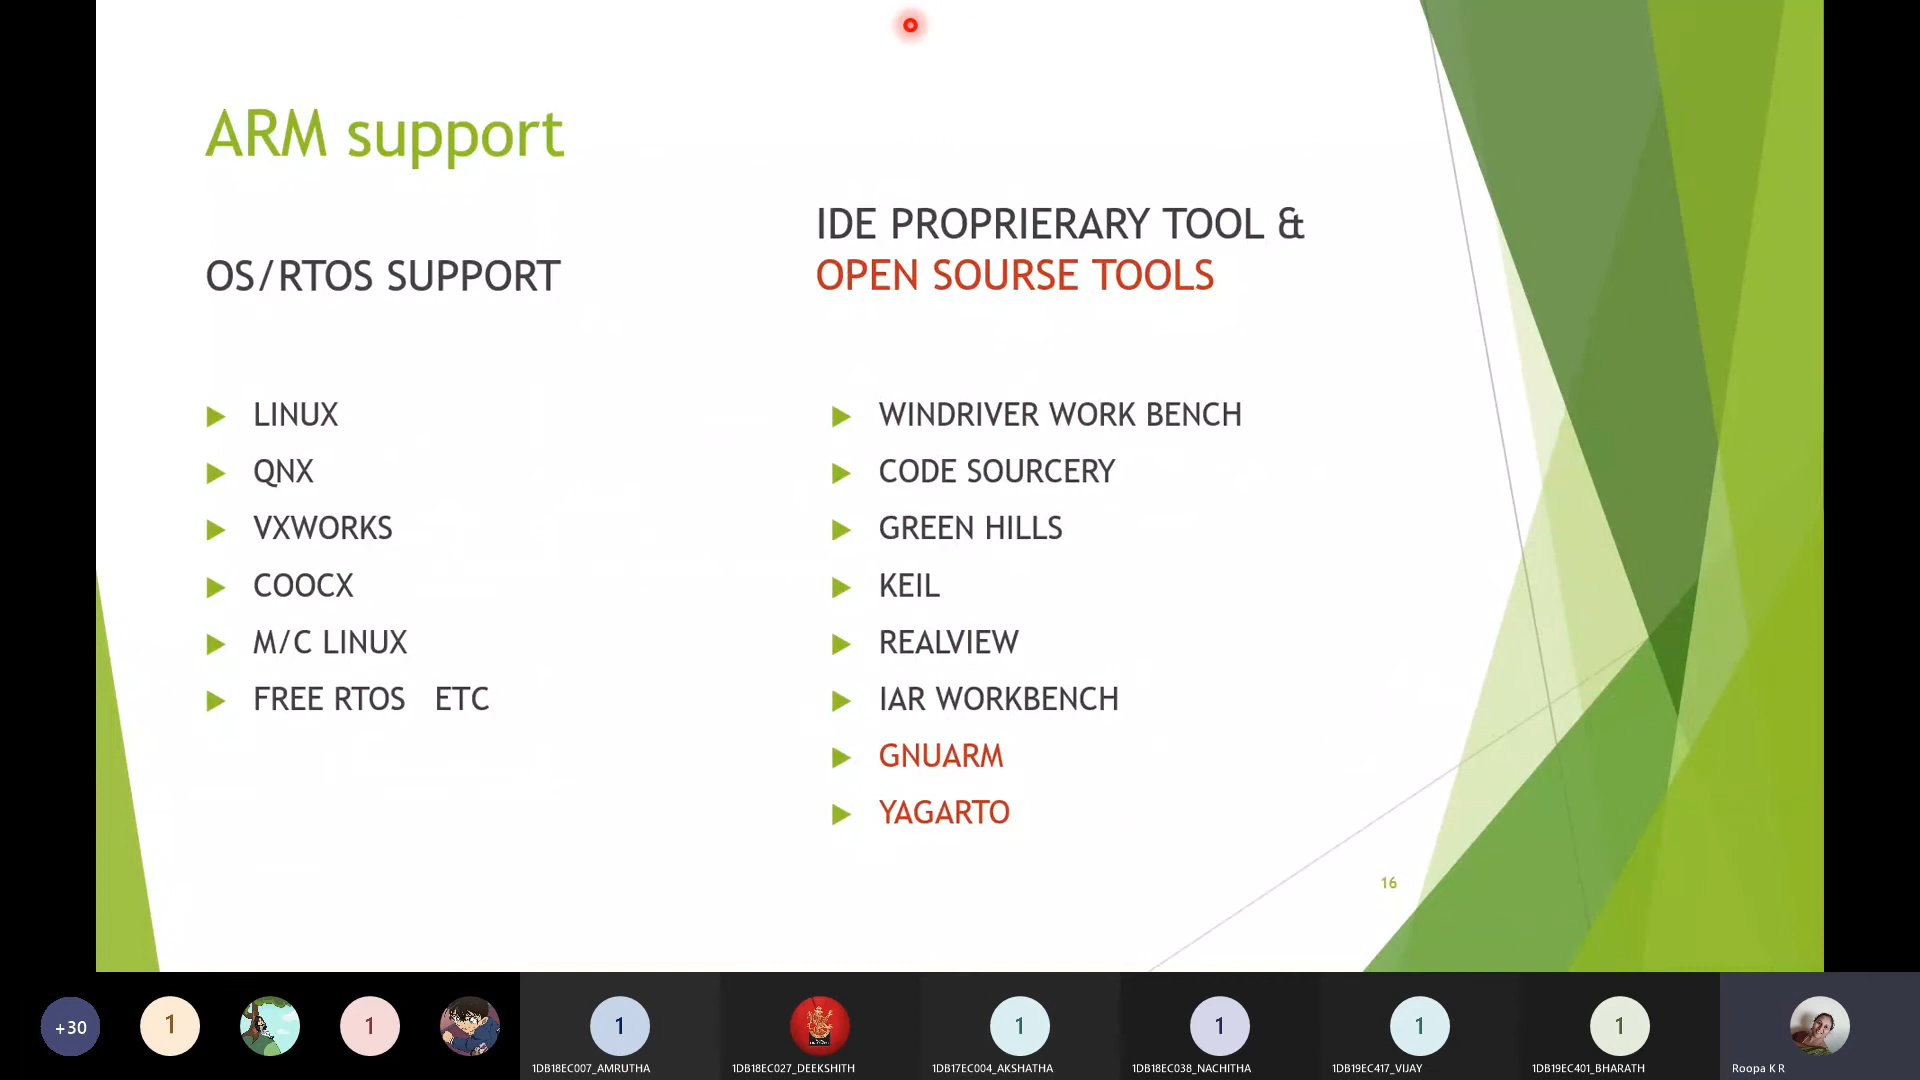 ARM support
OS/RTOS SUPPORT
LINUX
QNX
VXWORKS
COOCX
M/C LINUX
FREE RTOS ETC
IDE PROPRIERARY TOOL &
OPEN SOURSE TOOLS
WINDRIVER WORK BENCH
CODE SOURCERY
GREEN HILLS
KEIL
REALVIEW
IAR WORKBENCH
GNUARM
YAGARTO
16
+30
1
1
1
1
1
1
1
1DB18EC007_AMRUTHA
1DB18EC027_DEEKSHITH
1DB17EC004_AKSHATHA
1DB18EC038_NACHITHA
1DB19EC417_VIJAY
1DB19EC401_BHARATH
Roopa K R